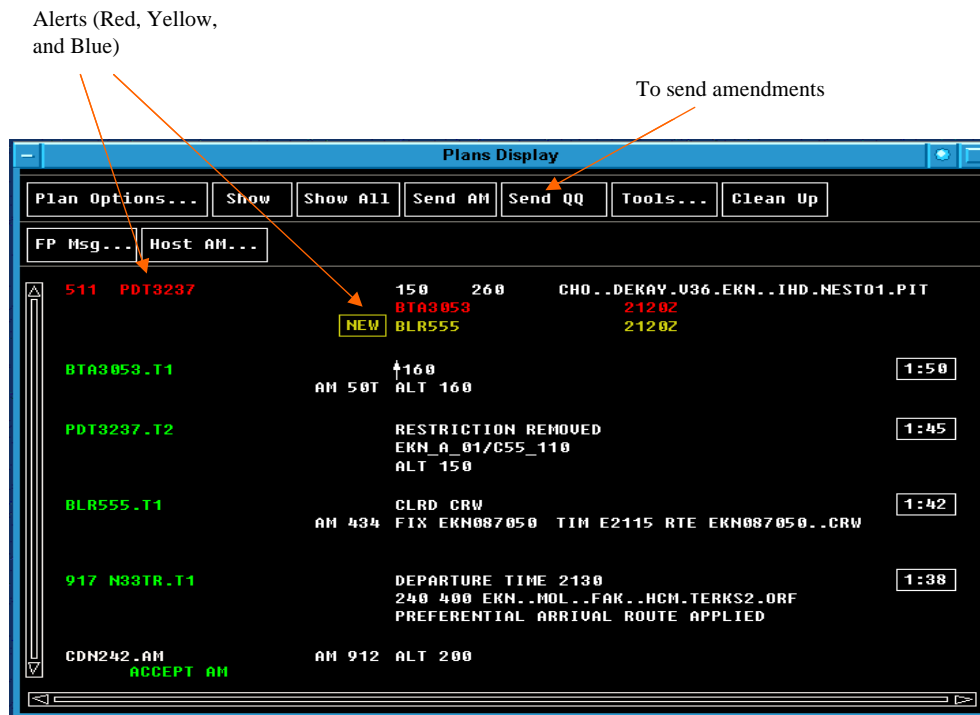 Alerts (Red, Yellow,
and Blue)
To send amendments
Plans Display
Plan Options... Show Show All Send AM Send QQ Tools... Clean Up
FP Msg... Host AM...
511 PDT3237 150 260 CHO..DEKAY.V36.EKN..IHD.NESTO1.PIT
BTA3053 2120Z
NEW BLR555 2120Z
BTA3053.T1 160 1:50
AM 50T ALT 160
PDT3237.T2 RESTRICTION REMOVED 1:45
EKN_A_01/C55_110
ALT 150
BLR555.T1 CLRD CRW 1:42
AM 434 FIX EKN087050 TIM E2115 RTE EKN087050..CRW
917 N33TR.T1 DEPARTURE TIME 2130 1:38
240 400 EKN..MOL..FAK..HCM.TERKS2.ORF
PREFERENTIAL ARRIVAL ROUTE APPLIED
CDN242.AM AM 912 ALT 200
ACCEPT AM